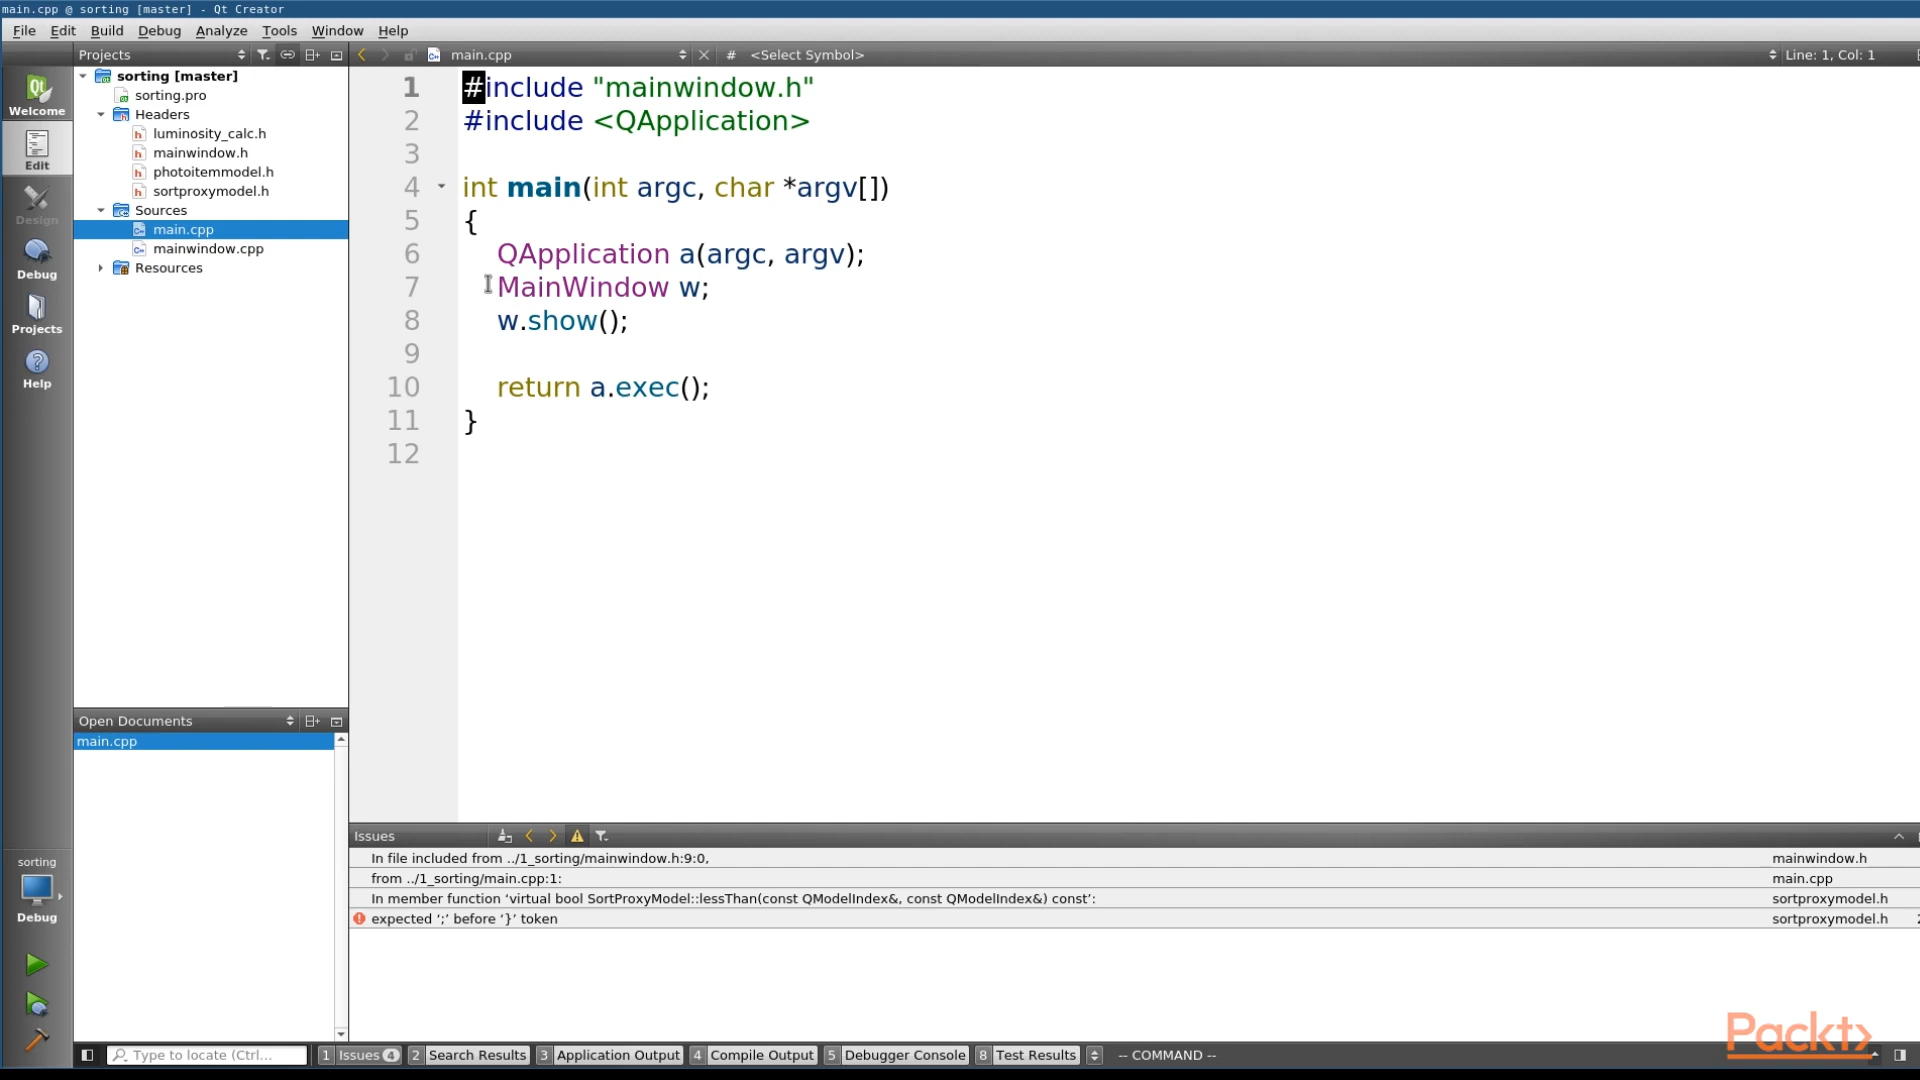 main.cpp @ sorting [master] - Qt Creator
File Edit Build Debug Analyze Tools Window Help
Projects main.cpp # <Select Symbol> Line: 1, Col: 1
Welcome
Edit
Design
Debug
Projects
Help
sorting [master]
sorting.pro
Headers
luminosity_calc.h
mainwindow.h
photoitemmodel.h
sortproxymodel.h
Sources
main.cpp
mainwindow.cpp
Resources
1 #include "mainwindow.h"
2 #include <QApplication>
3
4 int main(int argc, char *argv[])
5 {
6 QApplication a(argc, argv);
7 MainWindow w;
8 w.show();
9
10 return a.exec();
11 }
12
Open Documents
main.cpp
Issues
In file included from ../1_sorting/mainwindow.h:9:0, mainwindow.h
from ../1_sorting/main.cpp:1: main.cpp
In member function ‘virtual bool SortProxyModel::lessThan(const QModelIndex&, const QModelIndex&) const’: sortproxymodel.h
expected ‘;’ before ‘}’ token sortproxymodel.h
sorting
Debug
Packt>
Type to locate (Ctrl... 1 Issues 4 2 Search Results 3 Application Output 4 Compile Output 5 Debugger Console 8 Test Results -- COMMAND --